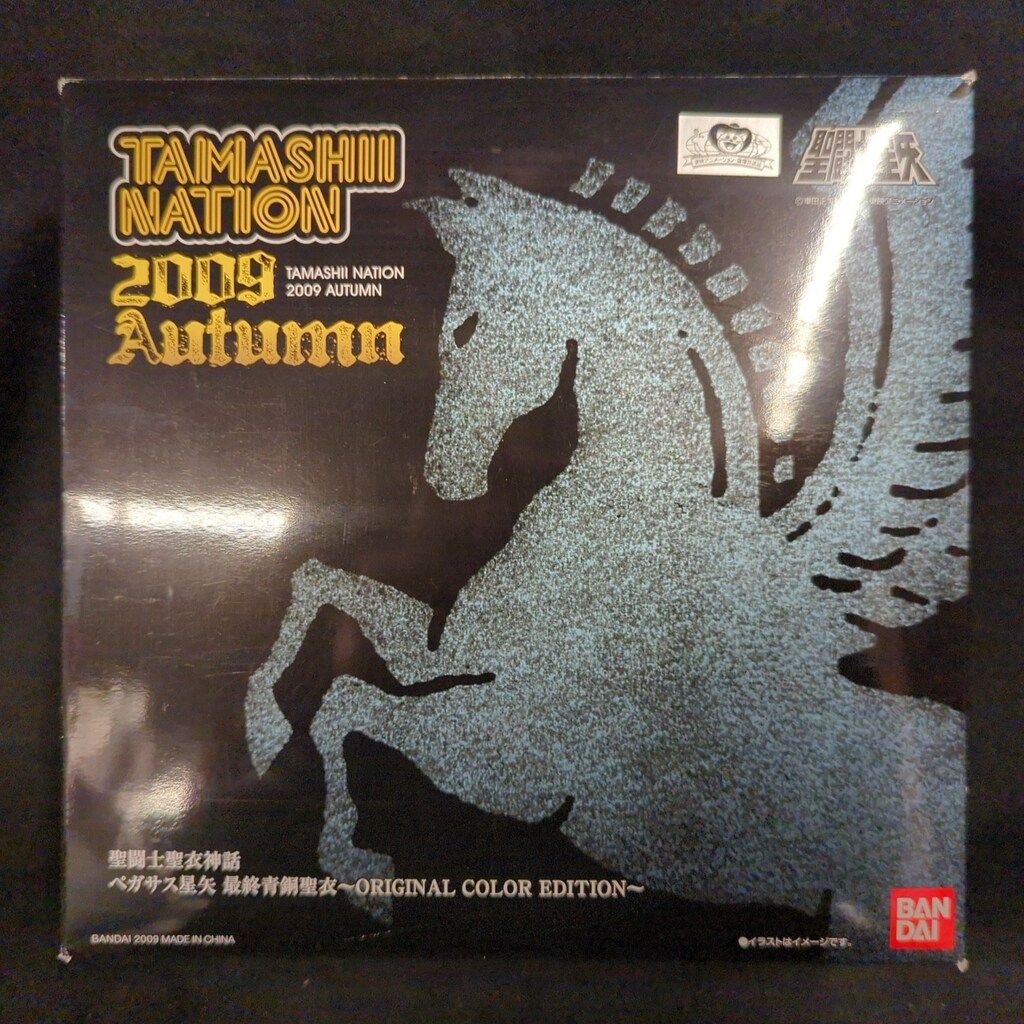 TAMASHII
NATION
2009
Autumn
TAMASHII NATION
2009 AUTUMN
聖闘士星矢
聖闘士聖衣神話
ペガサス星矢 最終青銅聖衣~ORIGINAL COLOR EDITION~
BANDAI 2009 MADE IN CHINA
●イラストはイメージです。
BAN
DAI